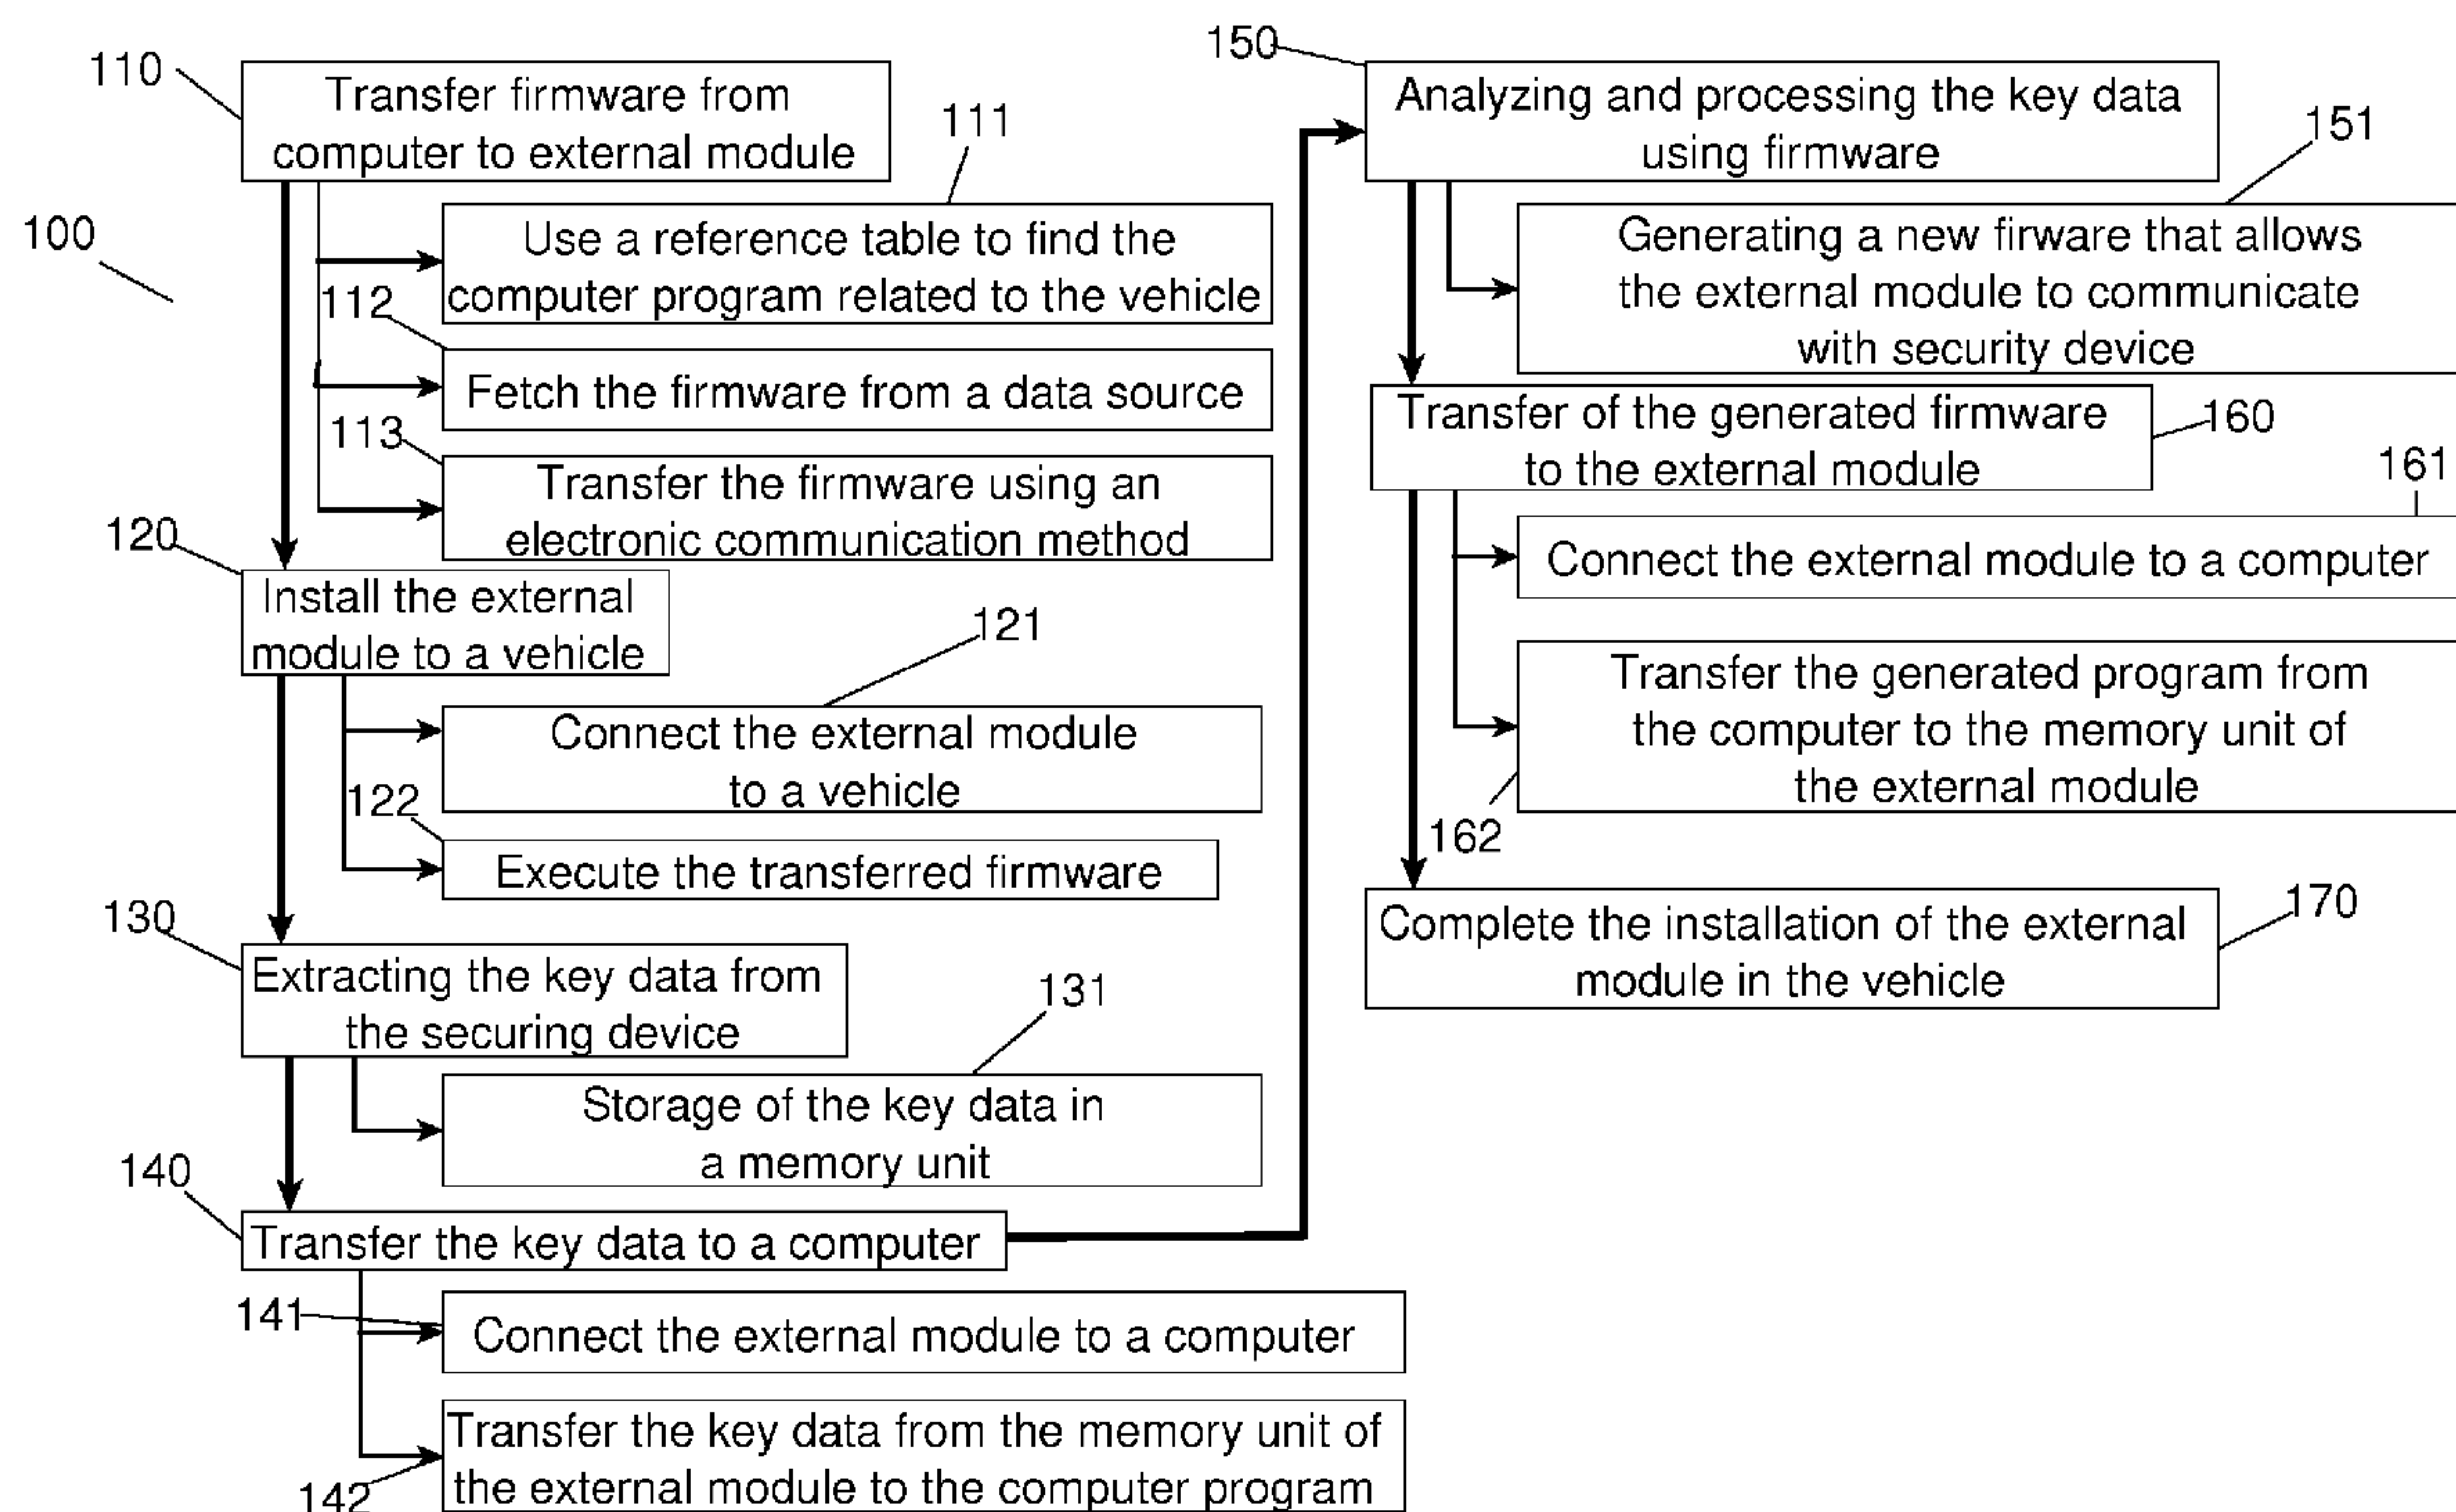 110
Transfer firmware from
computer to external module
100
111
Use a reference table to find the
computer program related to the vehicle
112
Fetch the firmware from a data source
113
Transfer the firmware using an
electronic communication method
120
Install the external
module to a vehicle
121
Connect the external module
to a vehicle
122
Execute the transferred firmware
130
Extracting the key data from
the securing device
131
Storage of the key data in
a memory unit
140
Transfer the key data to a computer
141
Connect the external module to a computer
142
Transfer the key data from the memory unit of
the external module to the computer program
150
Analyzing and processing the key data
using firmware
151
Generating a new firware that allows
the external module to communicate
with security device
160
Transfer of the generated firmware
to the external module
161
Connect the external module to a computer
162
Transfer the generated program from
the computer to the memory unit of
the external module
170
Complete the installation of the external
module in the vehicle